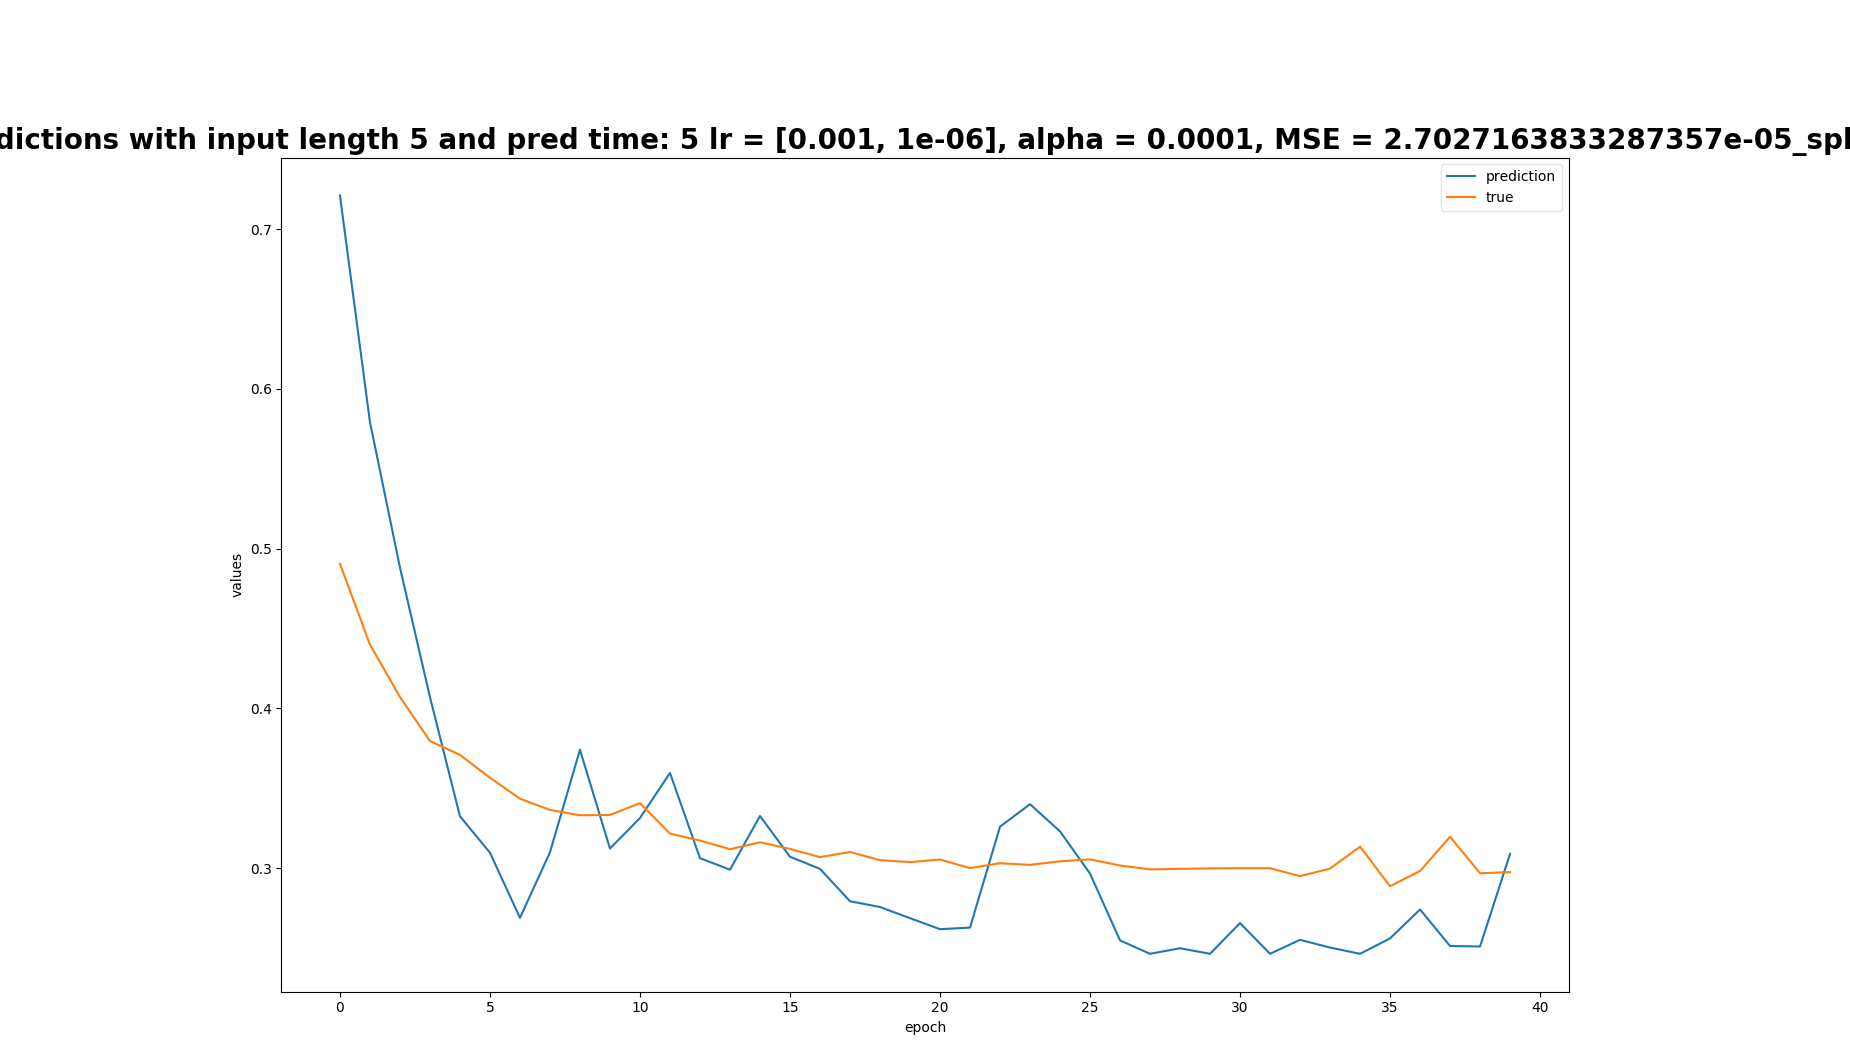 dictions with input length 5 and pred time: 5 lr = [0.001, 1e-06], alpha = 0.0001, MSE = 2.7027163833287357e-05_spl
prediction
true
0.7
0.6
0.5
0.4
0.3
values
0 5 10 15 20 25 30 35 40
epoch